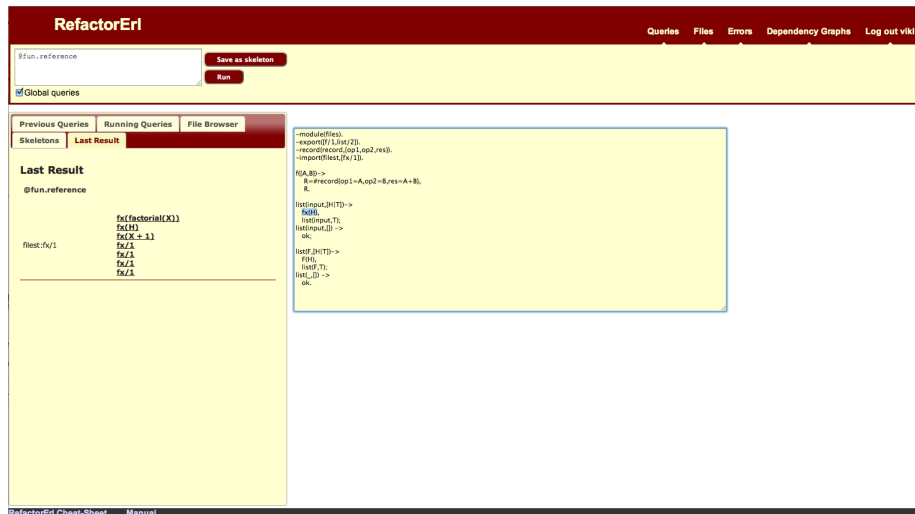 RefactorErl
Queries Files Errors Dependency Graphs Log out viki
@fun.reference
Save as skeleton
Run
Global queries
Previous Queries Running Queries File Browser
Skeletons Last Result
Last Result
@fun.reference
filest:fx/1
fx(factorial(X))
fx(H)
fx(X + 1)
fx/1
fx/1
fx/1
fx/1
-module(files).
-export([f/1,list/2]).
-record(record,{op1,op2,res}).
-import(filest,[fx/1]).
f({A,B})->
R=#record{op1=A,op2=B,res=A+B},
R.
list(input,[H|T])->
fx(H),
list(input,T);
list(input,[]) ->
ok;
list(F,[H|T])->
F(H),
list(F,T);
list(_,[]) ->
ok.
RefactorErl Cheat-Sheet Manual